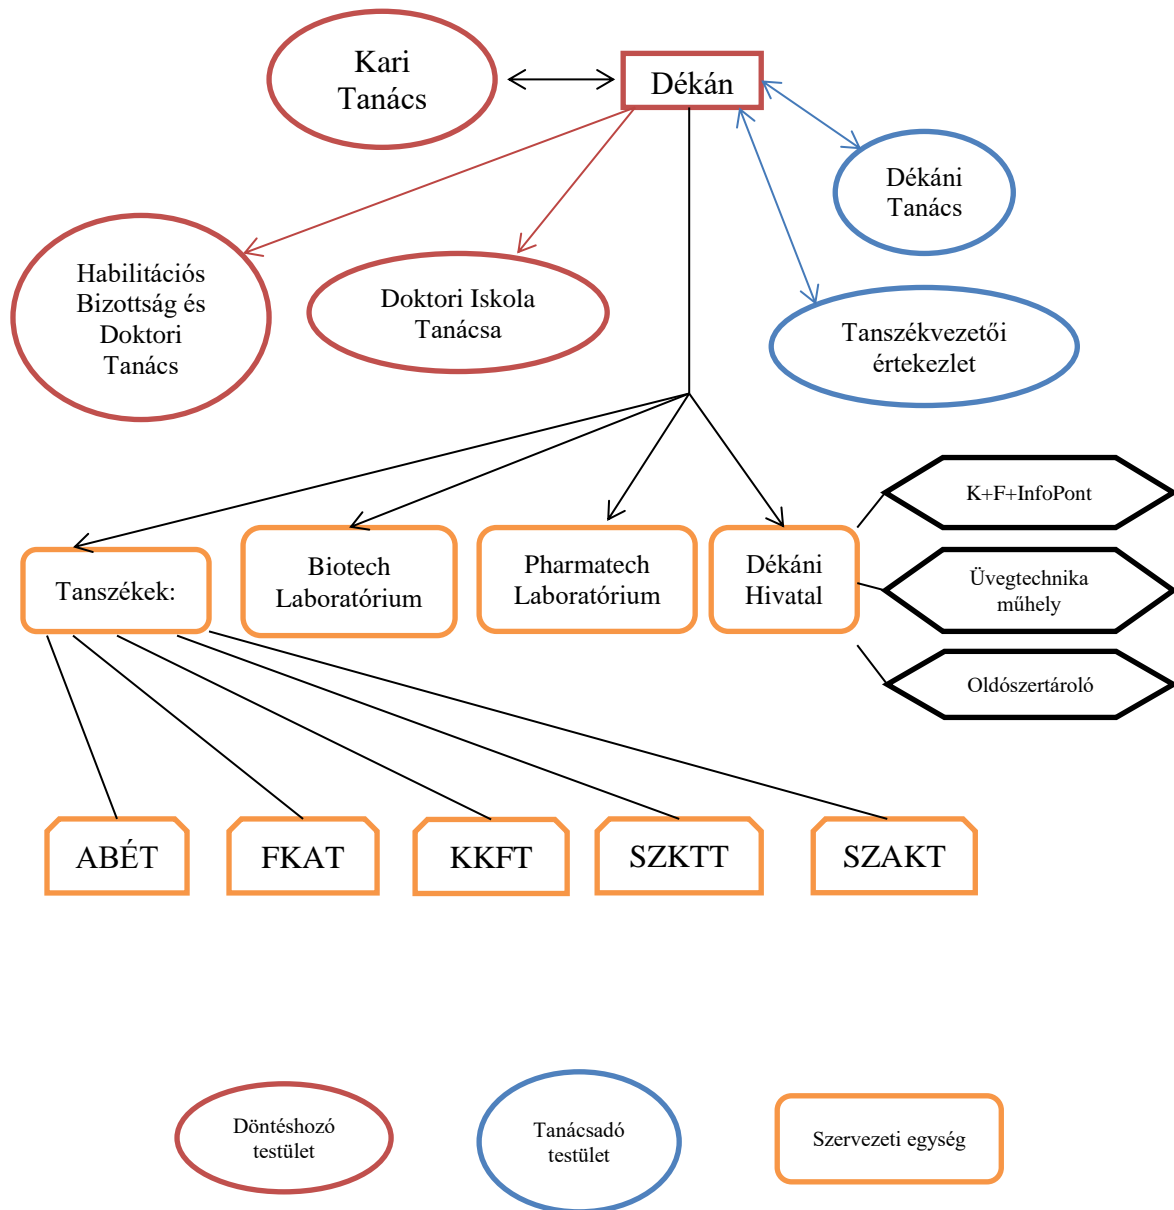 Kari
Tanács
Dékán
Dékáni
Tanács
Habilitációs
Bizottság és
Doktori
Tanács
Doktori Iskola
Tanácsa
Tanszékvezetői
értekezlet
K+F+InfoPont
Tanszékek:
Biotech
Laboratórium
Pharmatech
Laboratórium
Dékáni
Hivatal
Üvegtechnika
műhely
Oldószertároló
ABÉT
FKAT
KKFT
SZKTT
SZAKT
Döntéshozó
testület
Tanácsadó
testület
Szervezeti egység